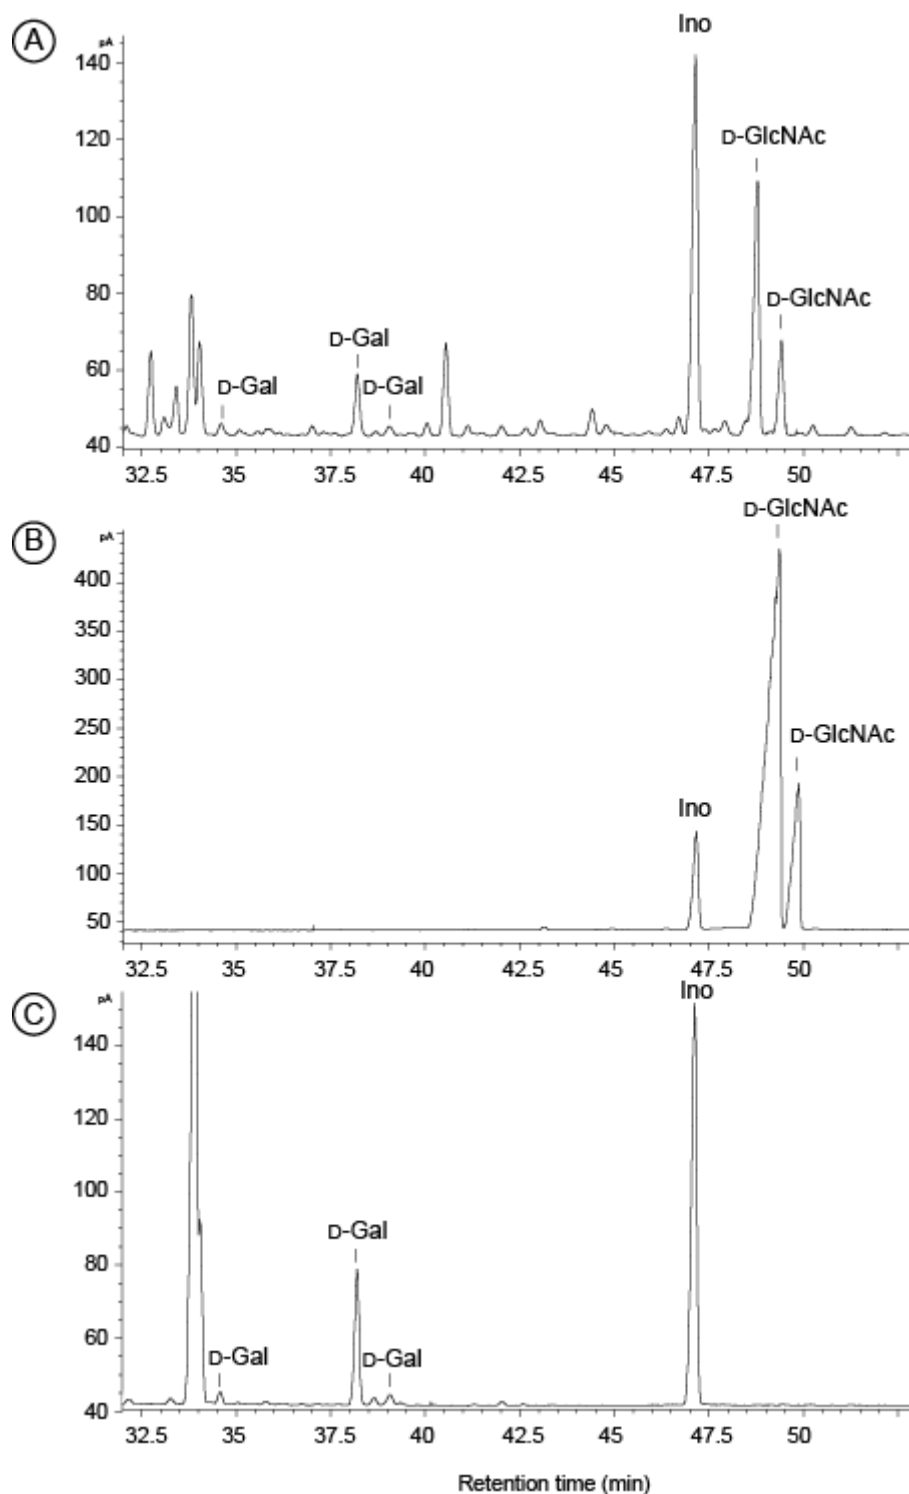 A
pA
Ino
140
120
100
80
60
40
D-GlcNAc
D-GlcNAc
D-Gal
D-Gal
D-Gal
32.5 35 37.5 40 42.5 45 47.5 50
B
pA
D-GlcNAc
400
350
300
250
200
150
100
50
D-GlcNAc
Ino
32.5 35 37.5 40 42.5 45 47.5 50
C
pA
Ino
140
120
100
80
60
40
D-Gal
D-Gal
D-Gal
32.5 35 37.5 40 42.5 45 47.5 50
Retention time (min)